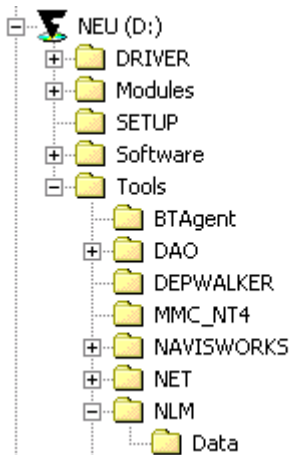 NEU (D:)
DRIVER
Modules
SETUP
Software
Tools
BTAgent
DAO
DEPWALKER
MMC_NT4
NAVISWORKS
NET
NLM
Data